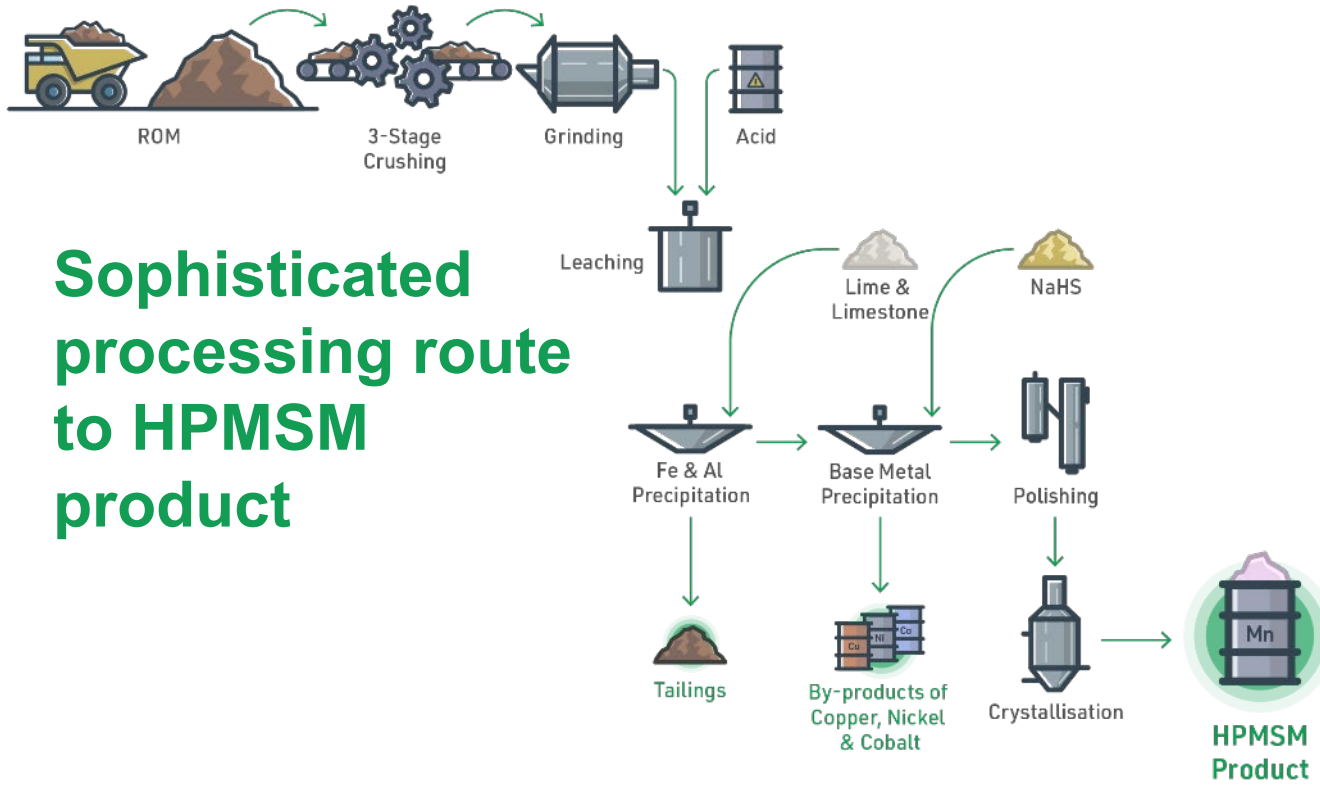 ROM
3-Stage
Crushing
Grinding
Acid
Sophisticated
processing route
to HPMSM
product
Leaching
Lime &
Limestone
NaHS
Fe & Al
Precipitation
Base Metal
Precipitation
Polishing
Tailings
Cu
Ni
Co
By-products of
Copper, Nickel
& Cobalt
Crystallisation
Mn
HPMSM
Product